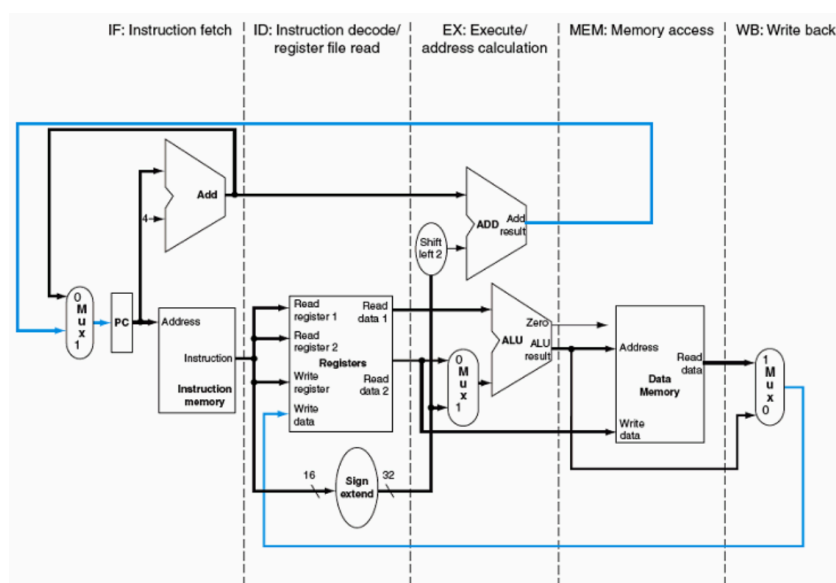 IF: Instruction fetch
ID: Instruction decode/
register file read
EX: Execute/
address calculation
MEM: Memory access
WB: Write back
Add
4
ADD
Add
result
Shift
left 2
0
M
u
x
1
PC
Address
Instruction
Instruction
memory
Read
register 1
Read
register 2
Write
register
Write
data
Registers
Read
data 1
Read
data 2
16
Sign
extend
32
0
M
u
x
1
Zero
ALU
ALU
result
Address
Read
data
Data
Memory
Write
data
1
M
u
x
0